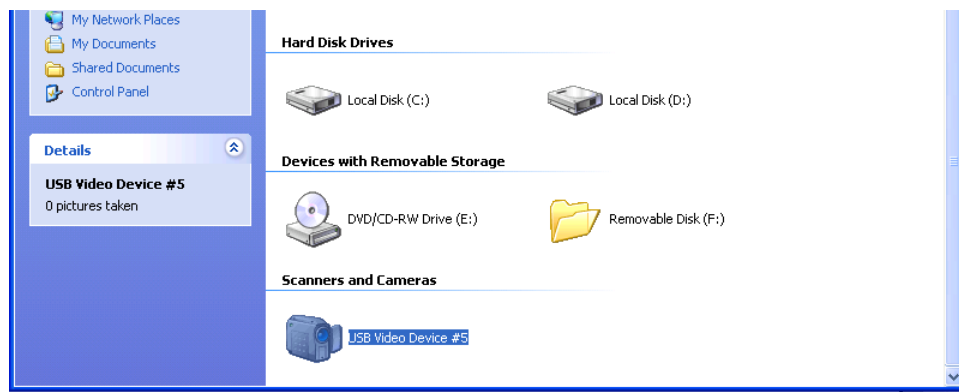 My Network Places
My Documents
Shared Documents
Control Panel
Details
USB Video Device #5
0 pictures taken
Hard Disk Drives
Local Disk (C:)
Local Disk (D:)
Devices with Removable Storage
DVD/CD-RW Drive (E:)
Removable Disk (F:)
Scanners and Cameras
USB Video Device #5